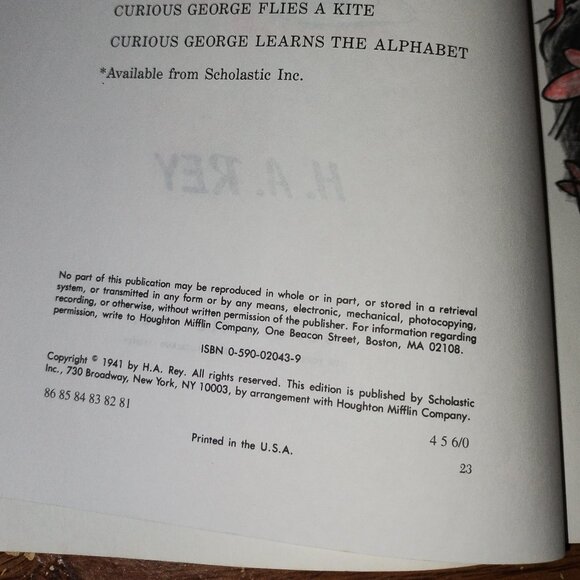 CURIOUS GEORGE FLIES A KITE
CURIOUS GEORGE LEARNS THE ALPHABET
*Available from Scholastic Inc.
H. A. REY
No part of this publication may be reproduced in whole or in part, or stored in a retrieval
system, or transmitted in any form or by any means, electronic, mechanical, photocopying,
recording, or otherwise, without written permission of the publisher. For information regarding
permission, write to Houghton Mifflin Company, One Beacon Street, Boston, MA 02108.
ISBN 0-590-02043-9
Copyright © 1941 by H.A. Rey. All rights reserved. This edition is published by Scholastic
Inc., 730 Broadway, New York, NY 10003, by arrangement with Houghton Mifflin Company.
86 85 84 83 82 81 4 5 6/0
Printed in the U.S.A. 23